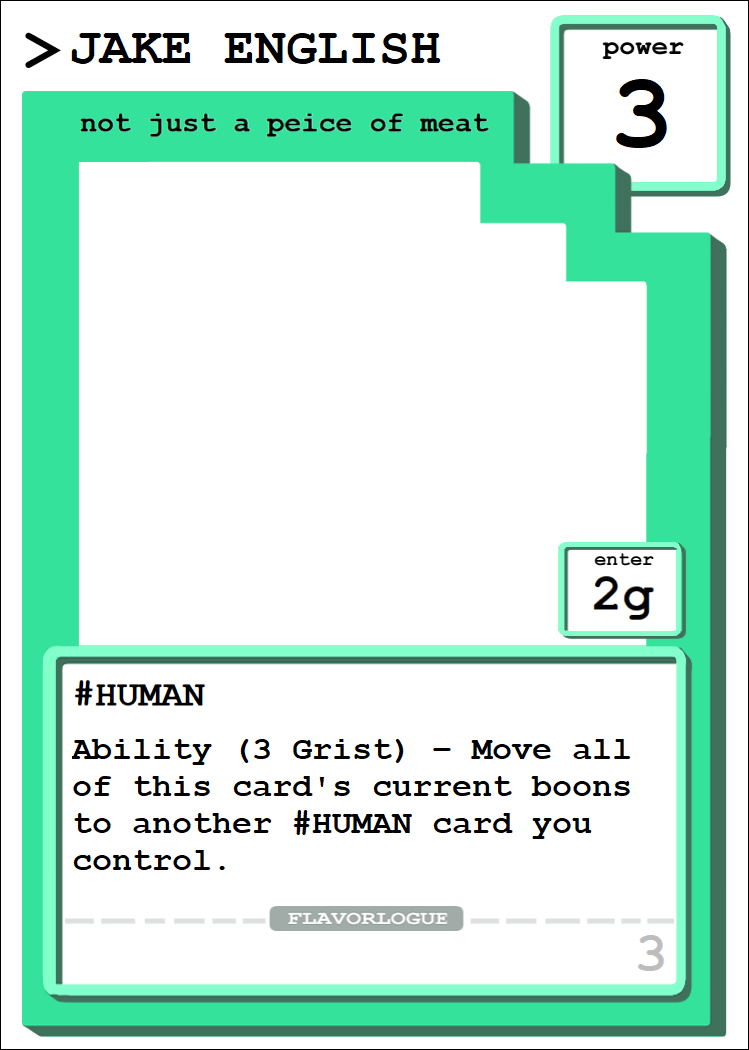 >JAKE ENGLISH
power
3
not just a peice of meat
enter
2g
#HUMAN
Ability (3 Grist) – Move all
of this card's current boons
to another #HUMAN card you
control.
FLAVORLOGUE
3